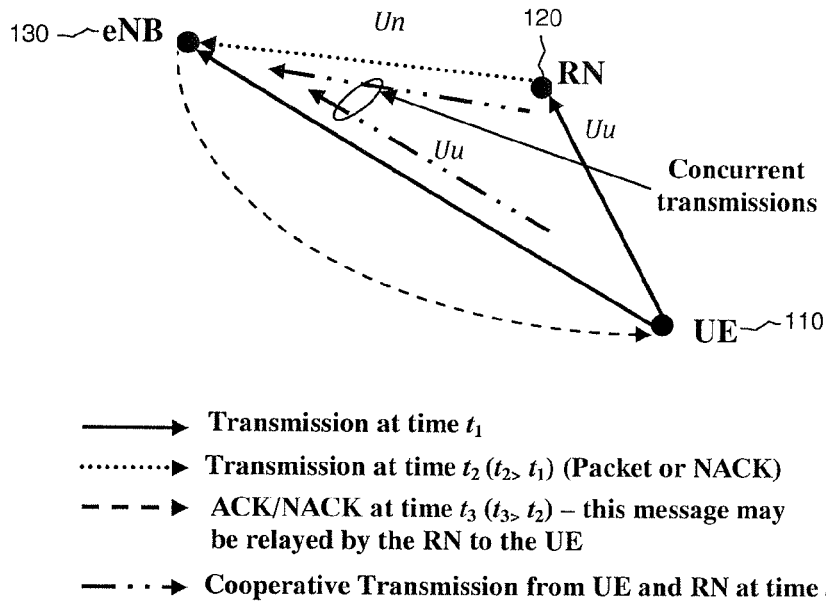 130
eNB
Un
120
RN
Uu
Uu
Concurrent
transmissions
UE
110
Transmission at time t1
Transmission at time t2 (t2> t1) (Packet or NACK)
ACK/NACK at time t3 (t3> t2) – this message may
be relayed by the RN to the UE
Cooperative Transmission from UE and RN at time